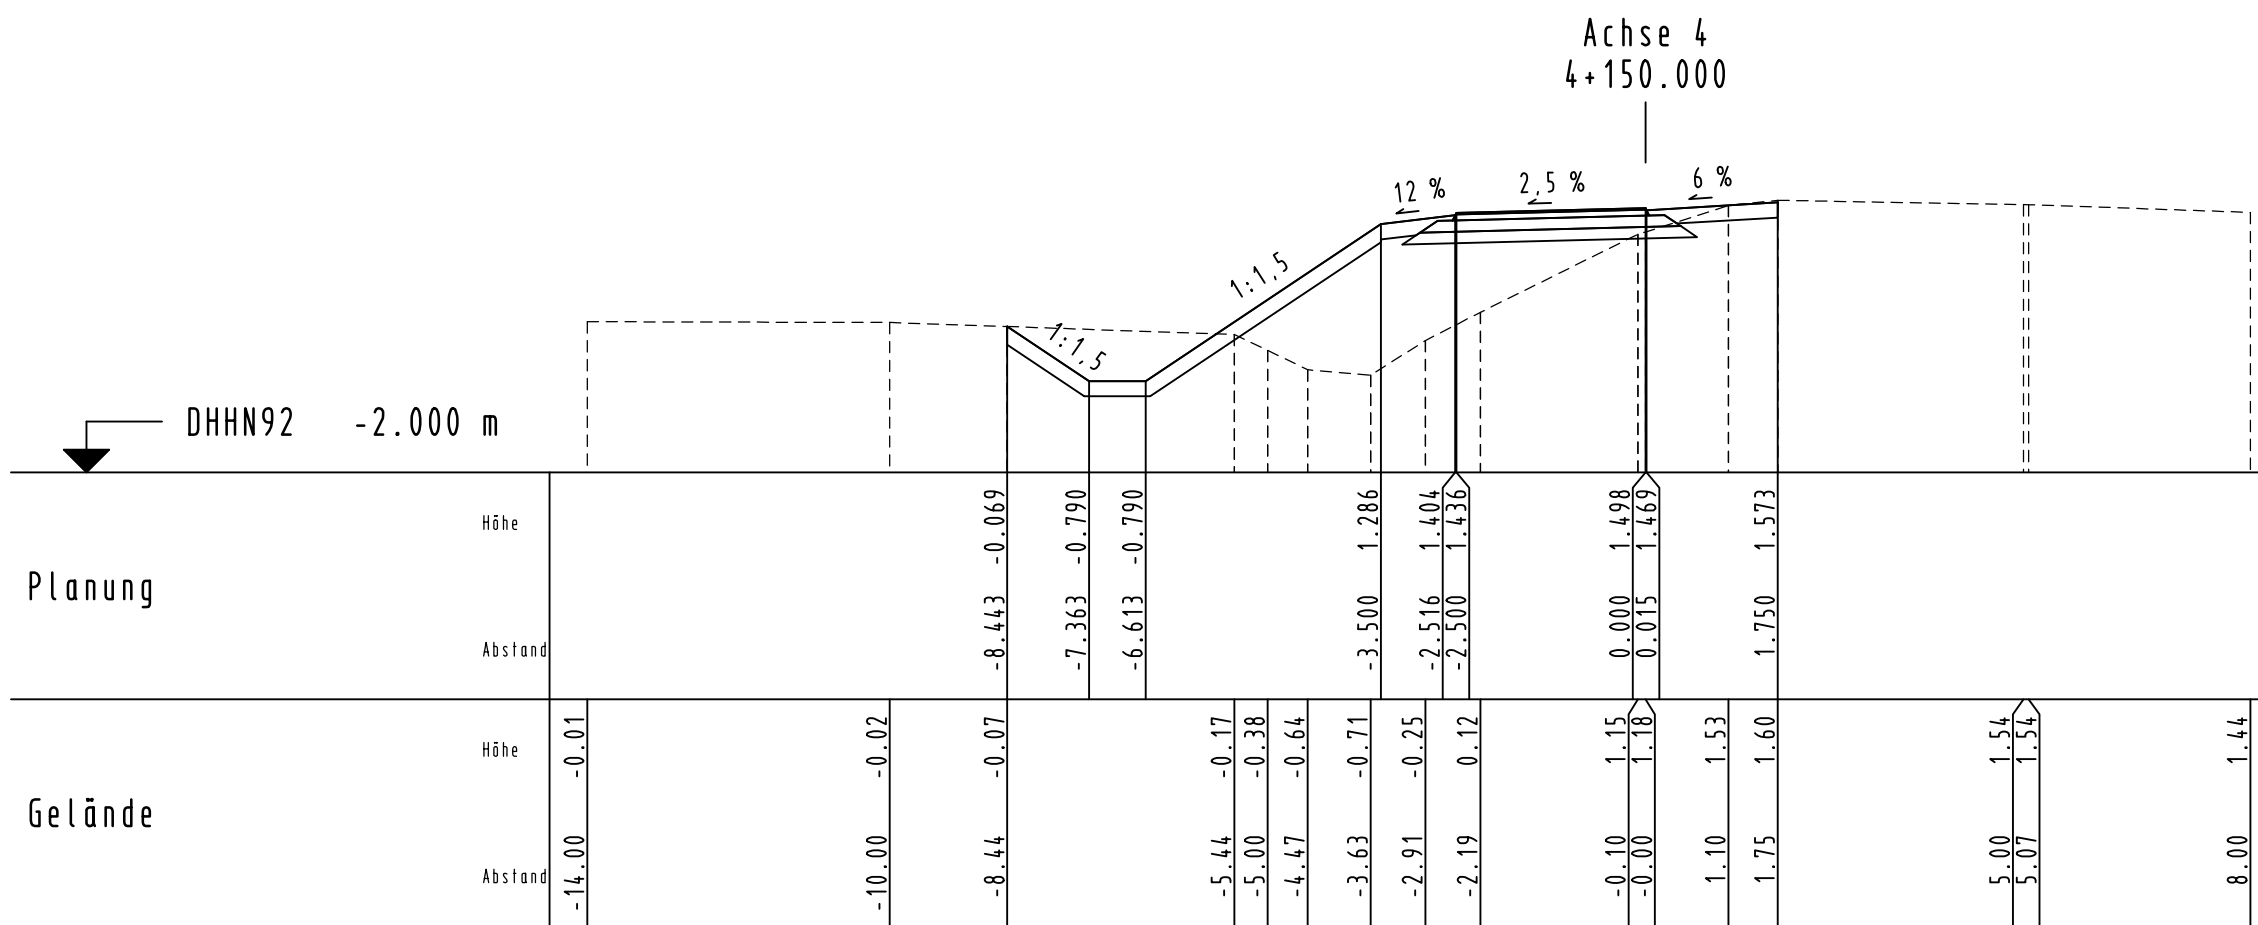 Achse 4
4+150.000
12 %
2,5 %
6 %
1:1,5
1:1,5
DHHN92 -2.000 m
Planung
Höhe
-0.069 -0.790 -0.790 1.286 1.404 1.436 1.498 1.469 1.573
Abstand
-8.443 -7.363 -6.613 -3.500 -2.516 -2.500 0.000 0.015 1.750
Gelände
Höhe
-0.01 -0.02 -0.07 -0.17 -0.38 -0.64 -0.71 -0.25 0.12 1.15 1.18 1.53 1.60 1.54 1.54 1.44
Abstand
-14.00 -10.00 -8.44 -5.44 -5.00 -4.47 -3.63 -2.91 -2.19 -0.10 -0.00 1.10 1.75 5.00 5.07 8.00